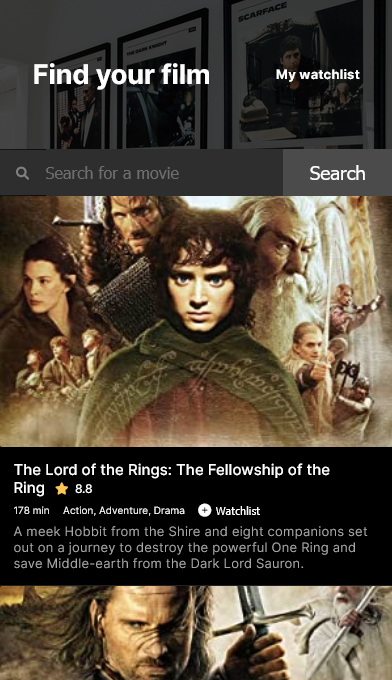 SCARFACE
THE DARK KNIGHT
Find your film
My watchlist
Search for a movie
Search
The Lord of the Rings: The Fellowship of the
Ring 8.8
178 min Action, Adventure, Drama Watchlist
A meek Hobbit from the Shire and eight companions set
out on a journey to destroy the powerful One Ring and
save Middle-earth from the Dark Lord Sauron.